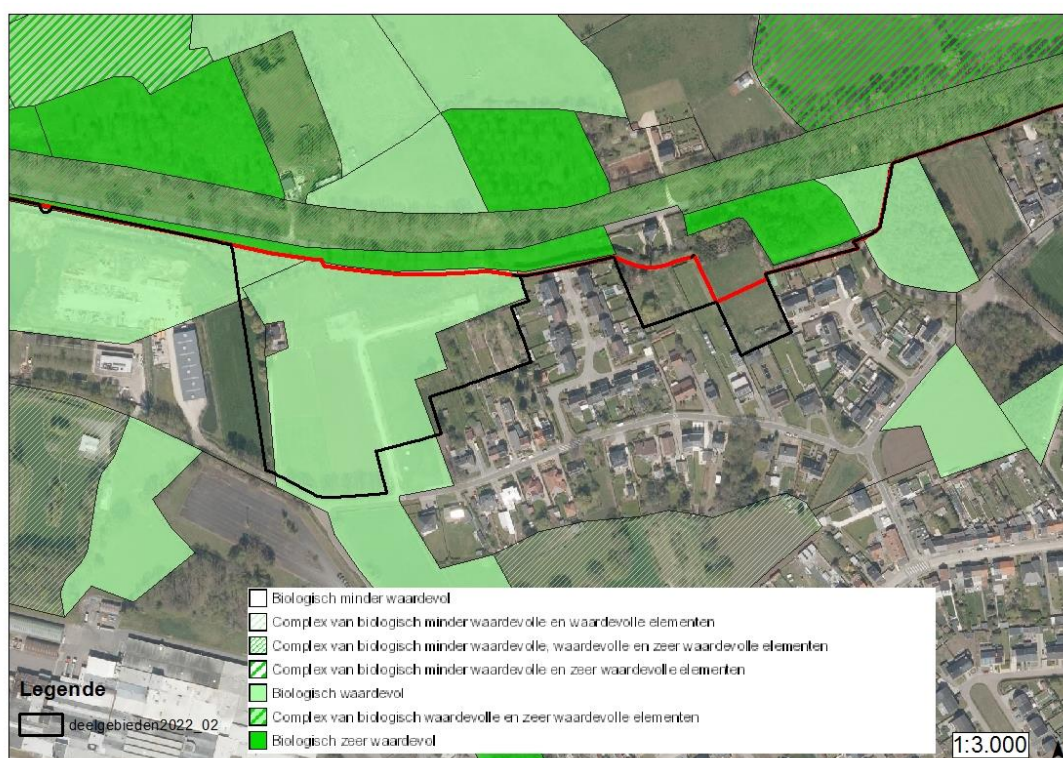 Biologisch minder waardevol
Complex van biologisch minder waardevolle en waardevolle elementen
Complex van biologisch minder waardevolle, waardevolle en zeer waardevolle elementen
Complex van biologisch minder waardevolle en zeer waardevolle elementen
Biologisch waardevol
Complex van biologisch waardevolle en zeer waardevolle elementen
Biologisch zeer waardevol
Legende
deelgebieden2022_02_
1:3.000